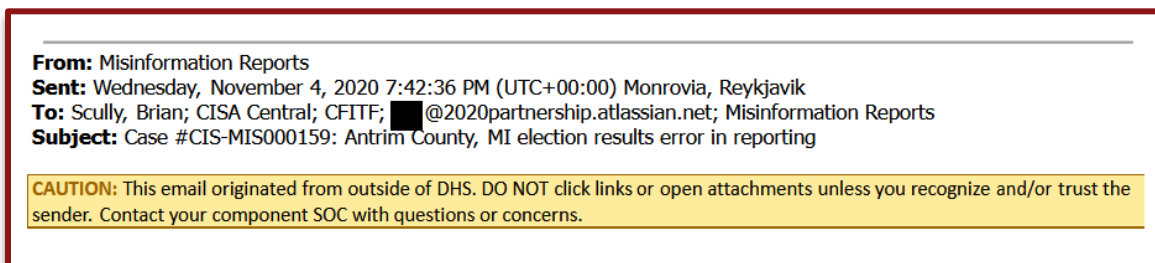 From: Misinformation Reports
Sent: Wednesday, November 4, 2020 7:42:36 PM (UTC+00:00) Monrovia, Reykjavik
To: Scully, Brian; CISA Central; CFITF; @2020partnership.atlassian.net; Misinformation Reports
Subject: Case #CIS-MIS000159: Antrim County, MI election results error in reporting
CAUTION: This email originated from outside of DHS. DO NOT click links or open attachments unless you recognize and/or trust the
sender. Contact your component SOC with questions or concerns.